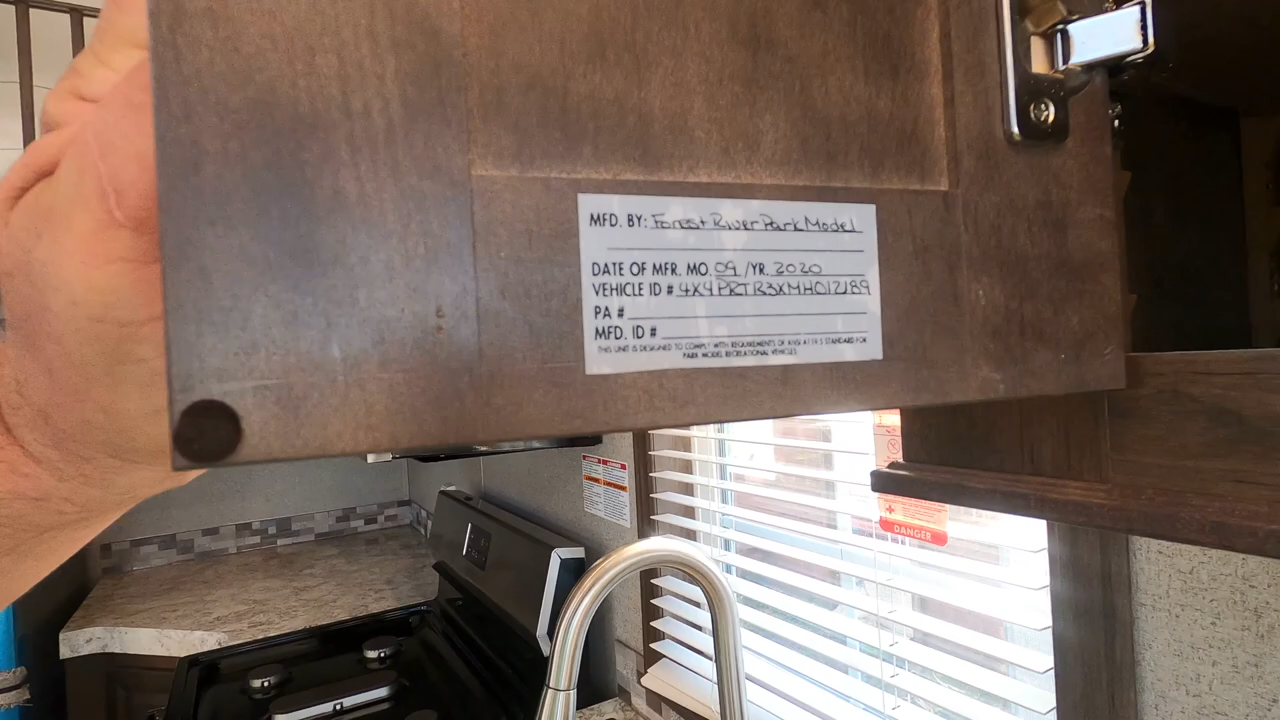 MFD. BY: Forest River Park Model
DATE OF MFR. MO. 09 /YR. 2020
VEHICLE ID # 4X4PRTR3XMH012189
PA #
MFD. ID #
THIS UNIT IS DESIGNED TO COMPLY WITH REQUIREMENTS OF ANSI A119.5 STANDARD FOR
PARK MODEL RECREATIONAL VEHICLES
DANGER